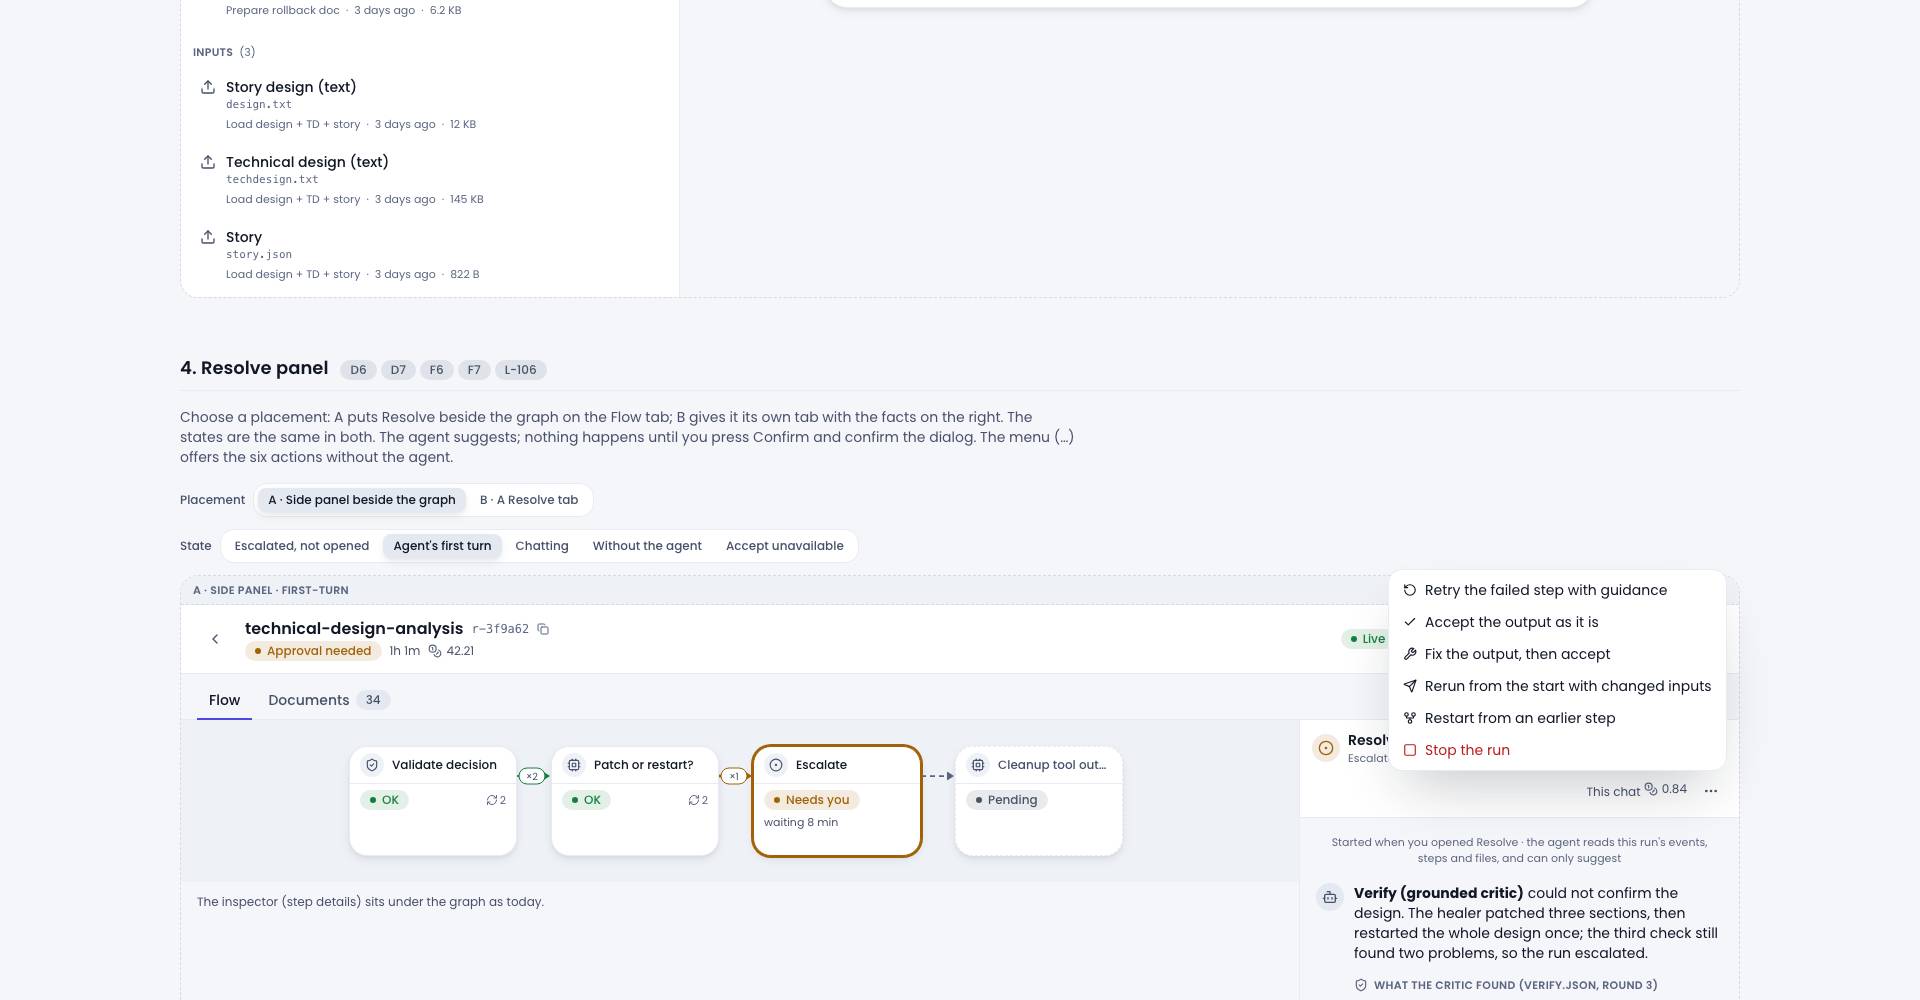 Prepare rollback doc · 3 days ago · 6.2 KB
INPUTS (3)
Story design (text)
design.txt
Load design + TD + story · 3 days ago · 12 KB
Technical design (text)
techdesign.txt
Load design + TD + story · 3 days ago · 145 KB
Story
story.json
Load design + TD + story · 3 days ago · 822 B
4. Resolve panel D6 D7 F6 F7 L-106
Choose a placement: A puts Resolve beside the graph on the Flow tab; B gives it its own tab with the facts on the right. The
states are the same in both. The agent suggests; nothing happens until you press Confirm and confirm the dialog. The menu (…)
offers the six actions without the agent.
Placement A · Side panel beside the graph B · A Resolve tab
State Escalated, not opened Agent's first turn Chatting Without the agent Accept unavailable
A · SIDE PANEL · FIRST-TURN
technical-design-analysis r-3f9a62
Approval needed 1h 1m 42.21
Live
Retry the failed step with guidance
Accept the output as it is
Fix the output, then accept
Rerun from the start with changed inputs
Restart from an earlier step
Stop the run
Flow Documents 34
Validate decision
OK 2
×2
Patch or restart?
OK 2
×1
Escalate
Needs you
waiting 8 min
Cleanup tool out…
Pending
The inspector (step details) sits under the graph as today.
This chat 0.84 ...
Started when you opened Resolve · the agent reads this run's events,
steps and files, and can only suggest
Verify (grounded critic) could not confirm the
design. The healer patched three sections, then
restarted the whole design once; the third check still
found two problems, so the run escalated.
WHAT THE CRITIC FOUND (VERIFY.JSON, ROUND 3)